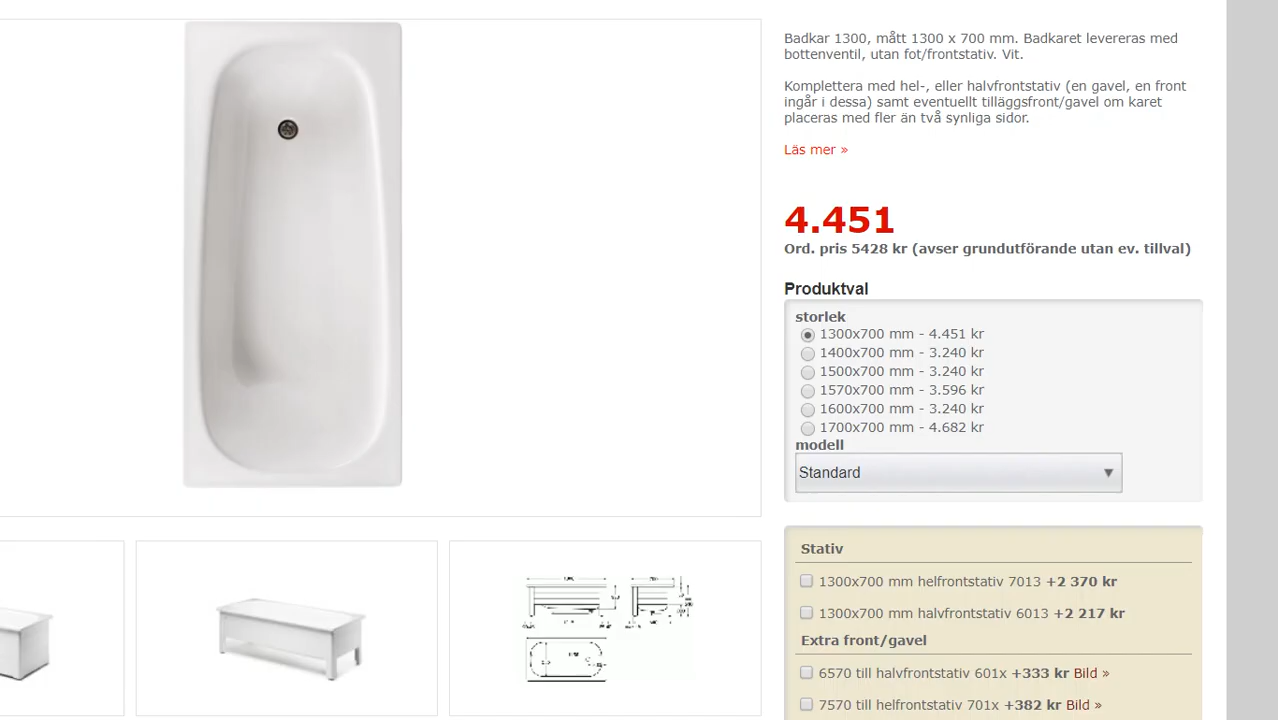 Badkar 1300, mått 1300 x 700 mm. Badkaret levereras med
bottenventil, utan fot/frontstativ. Vit.
Komplettera med hel-, eller halvfrontstativ (en gavel, en front
ingår i dessa) samt eventuellt tilläggsfront/gavel om karet
placeras med fler än två synliga sidor.
Läs mer »
4.451
Ord. pris 5428 kr (avser grundutförande utan ev. tillval)
Produktval
storlek
1300x700 mm - 4.451 kr
1400x700 mm - 3.240 kr
1500x700 mm - 3.240 kr
1570x700 mm - 3.596 kr
1600x700 mm - 3.240 kr
1700x700 mm - 4.682 kr
modell
Standard
Stativ
1300x700 mm helfrontstativ 7013 +2 370 kr
1300x700 mm halvfrontstativ 6013 +2 217 kr
Extra front/gavel
6570 till halvfrontstativ 601x +333 kr Bild »
7570 till helfrontstativ 701x +382 kr Bild »